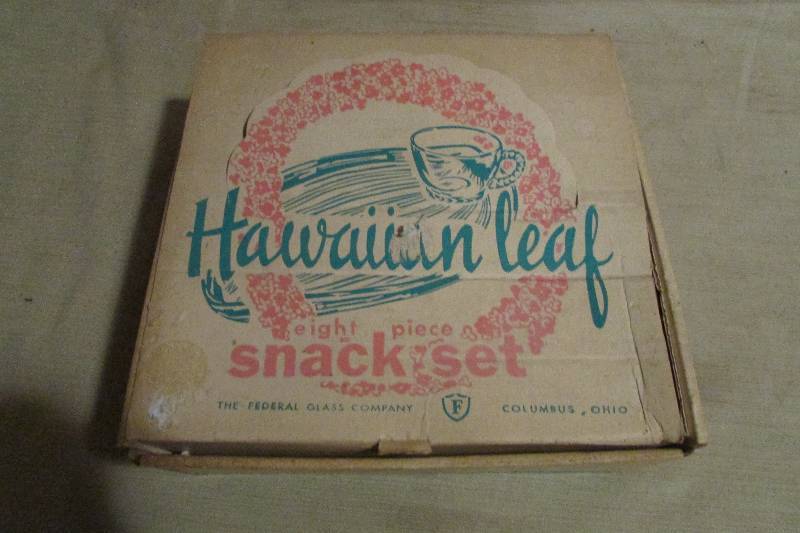 Hawaiian leaf
eight piece
snack set
THE FEDERAL GLASS COMPANY F COLUMBUS, OHIO